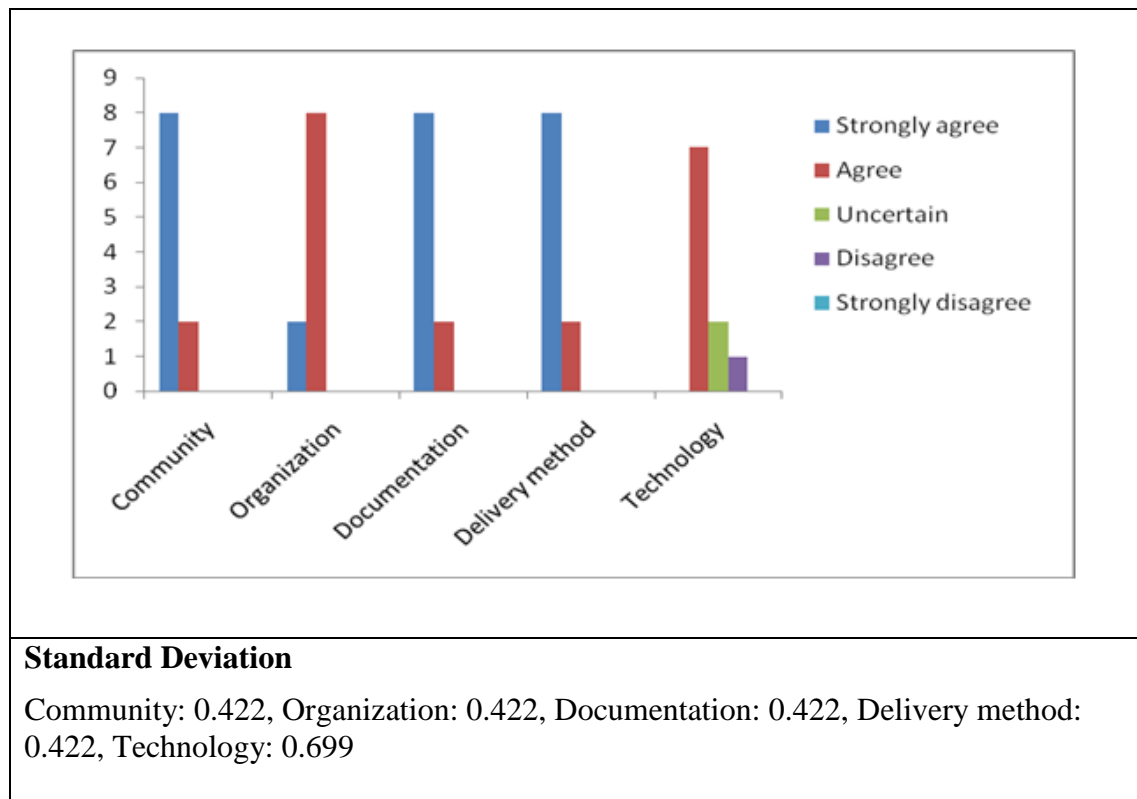 9
8
7
6
5
4
3
2
1
0
Community
Organization
Documentation
Delivery method
Technology
Strongly agree
Agree
Uncertain
Disagree
Strongly disagree
Standard Deviation
Community: 0.422, Organization: 0.422, Documentation: 0.422, Delivery method:
0.422, Technology: 0.699